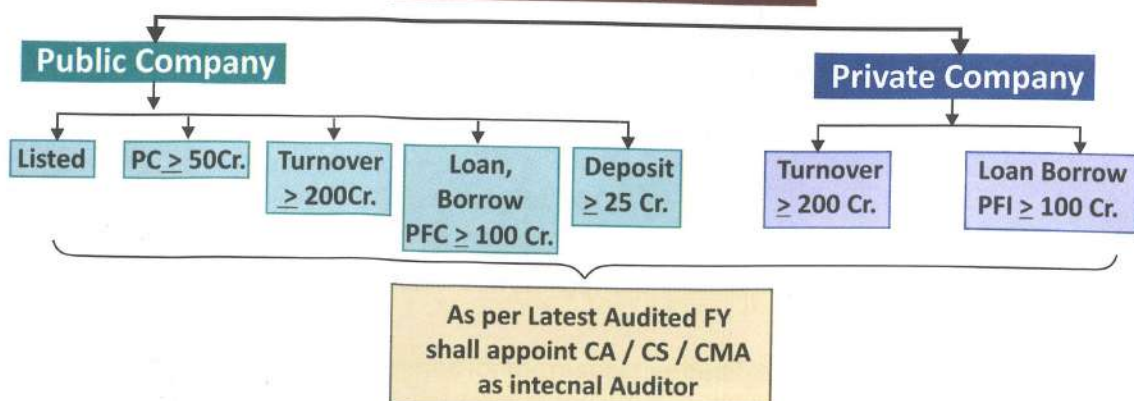 Public Company
Private Company
Listed
PC ≥ 50Cr.
Turnover
≥ 200Cr.
Loan,
Borrow
PFC ≥ 100 Cr.
Deposit
≥ 25 Cr.
Turnover
≥ 200 Cr.
Loan Borrow
PFI ≥ 100 Cr.
As per Latest Audited FY
shall appoint CA / CS / CMA
as intecnal Auditor